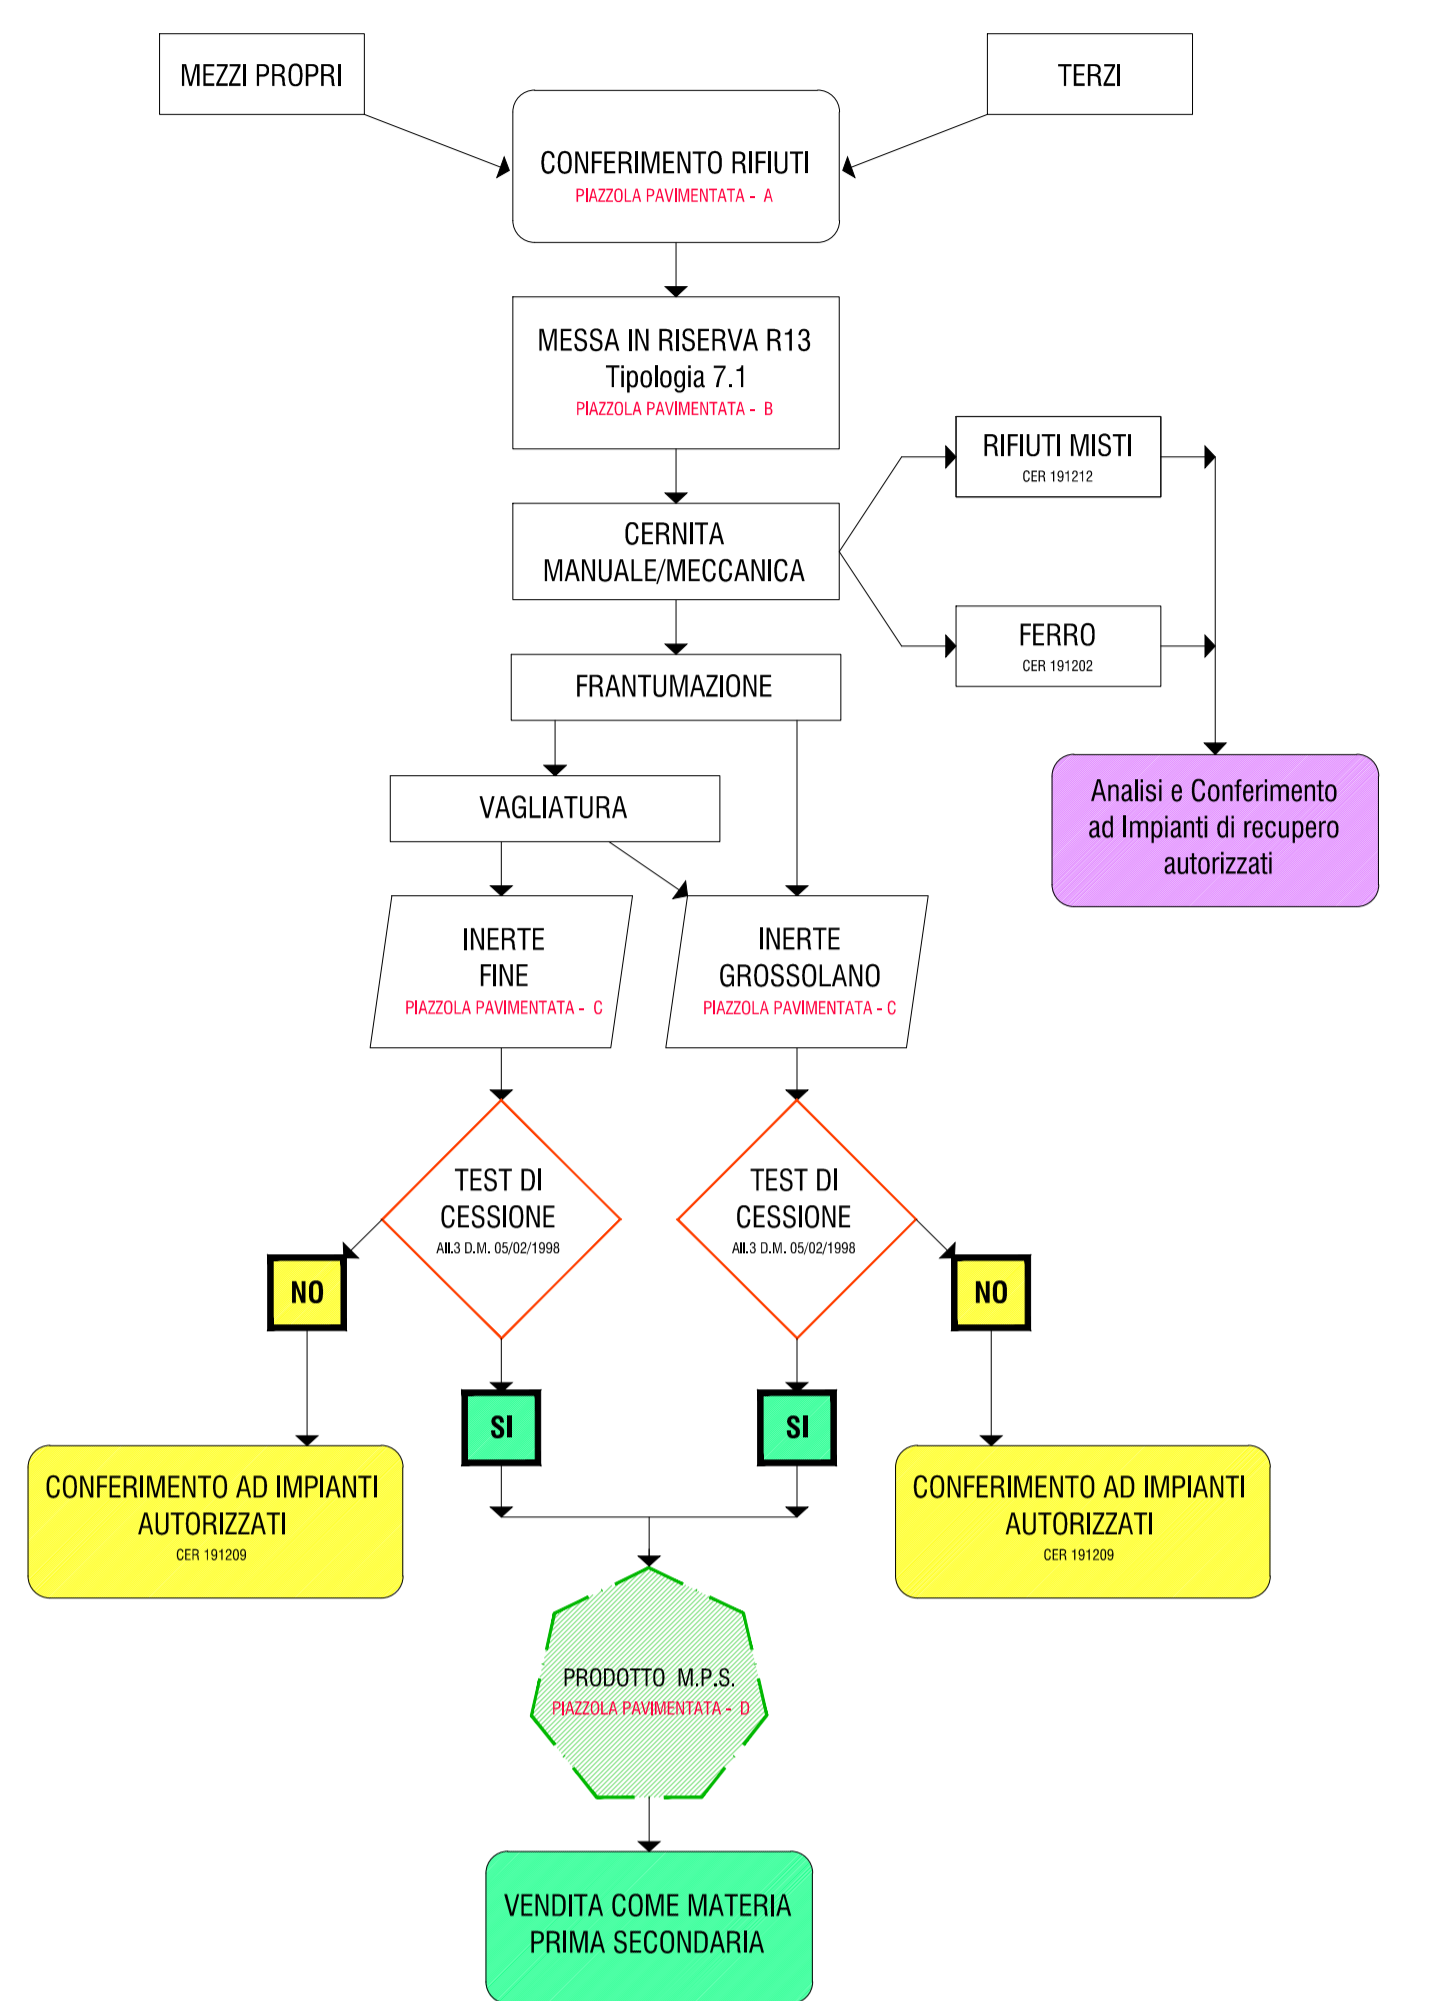 MEZZI PROPRI
TERZI
CONFERIMENTO RIFIUTI
PIAZZOLA PAVIMENTATA - A
MESSA IN RISERVA R13
Tipologia 7.1
PIAZZOLA PAVIMENTATA - B
RIFIUTI MISTI
CER 191212
CERNITA
MANUALE/MECCANICA
FERRO
CER 191202
FRANTUMAZIONE
VAGLIATURA
Analisi e Conferimento
ad Impianti di recupero
autorizzati
INERTE
FINE
PIAZZOLA PAVIMENTATA - C
INERTE
GROSSOLANO
PIAZZOLA PAVIMENTATA - C
TEST DI
CESSIONE
All.3 D.M. 05/02/1998
TEST DI
CESSIONE
All.3 D.M. 05/02/1998
NO
NO
SI
SI
CONFERIMENTO AD IMPIANTI
AUTORIZZATI
CER 191209
CONFERIMENTO AD IMPIANTI
AUTORIZZATI
CER 191209
PRODOTTO M.P.S.
PIAZZOLA PAVIMENTATA - D
VENDITA COME MATERIA
PRIMA SECONDARIA